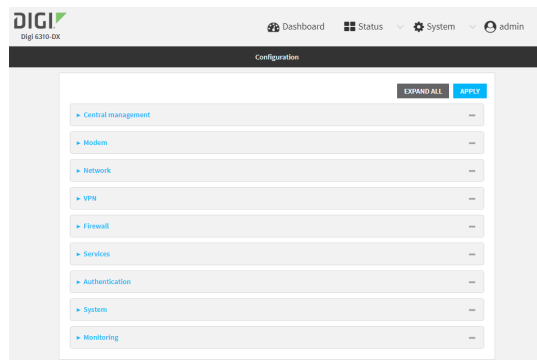 DIGI
Digi 6310-DX
Dashboard Status System admin
Configuration
EXPAND ALL APPLY
Central management
Modem
Network
VPN
Firewall
Services
Authentication
System
Monitoring